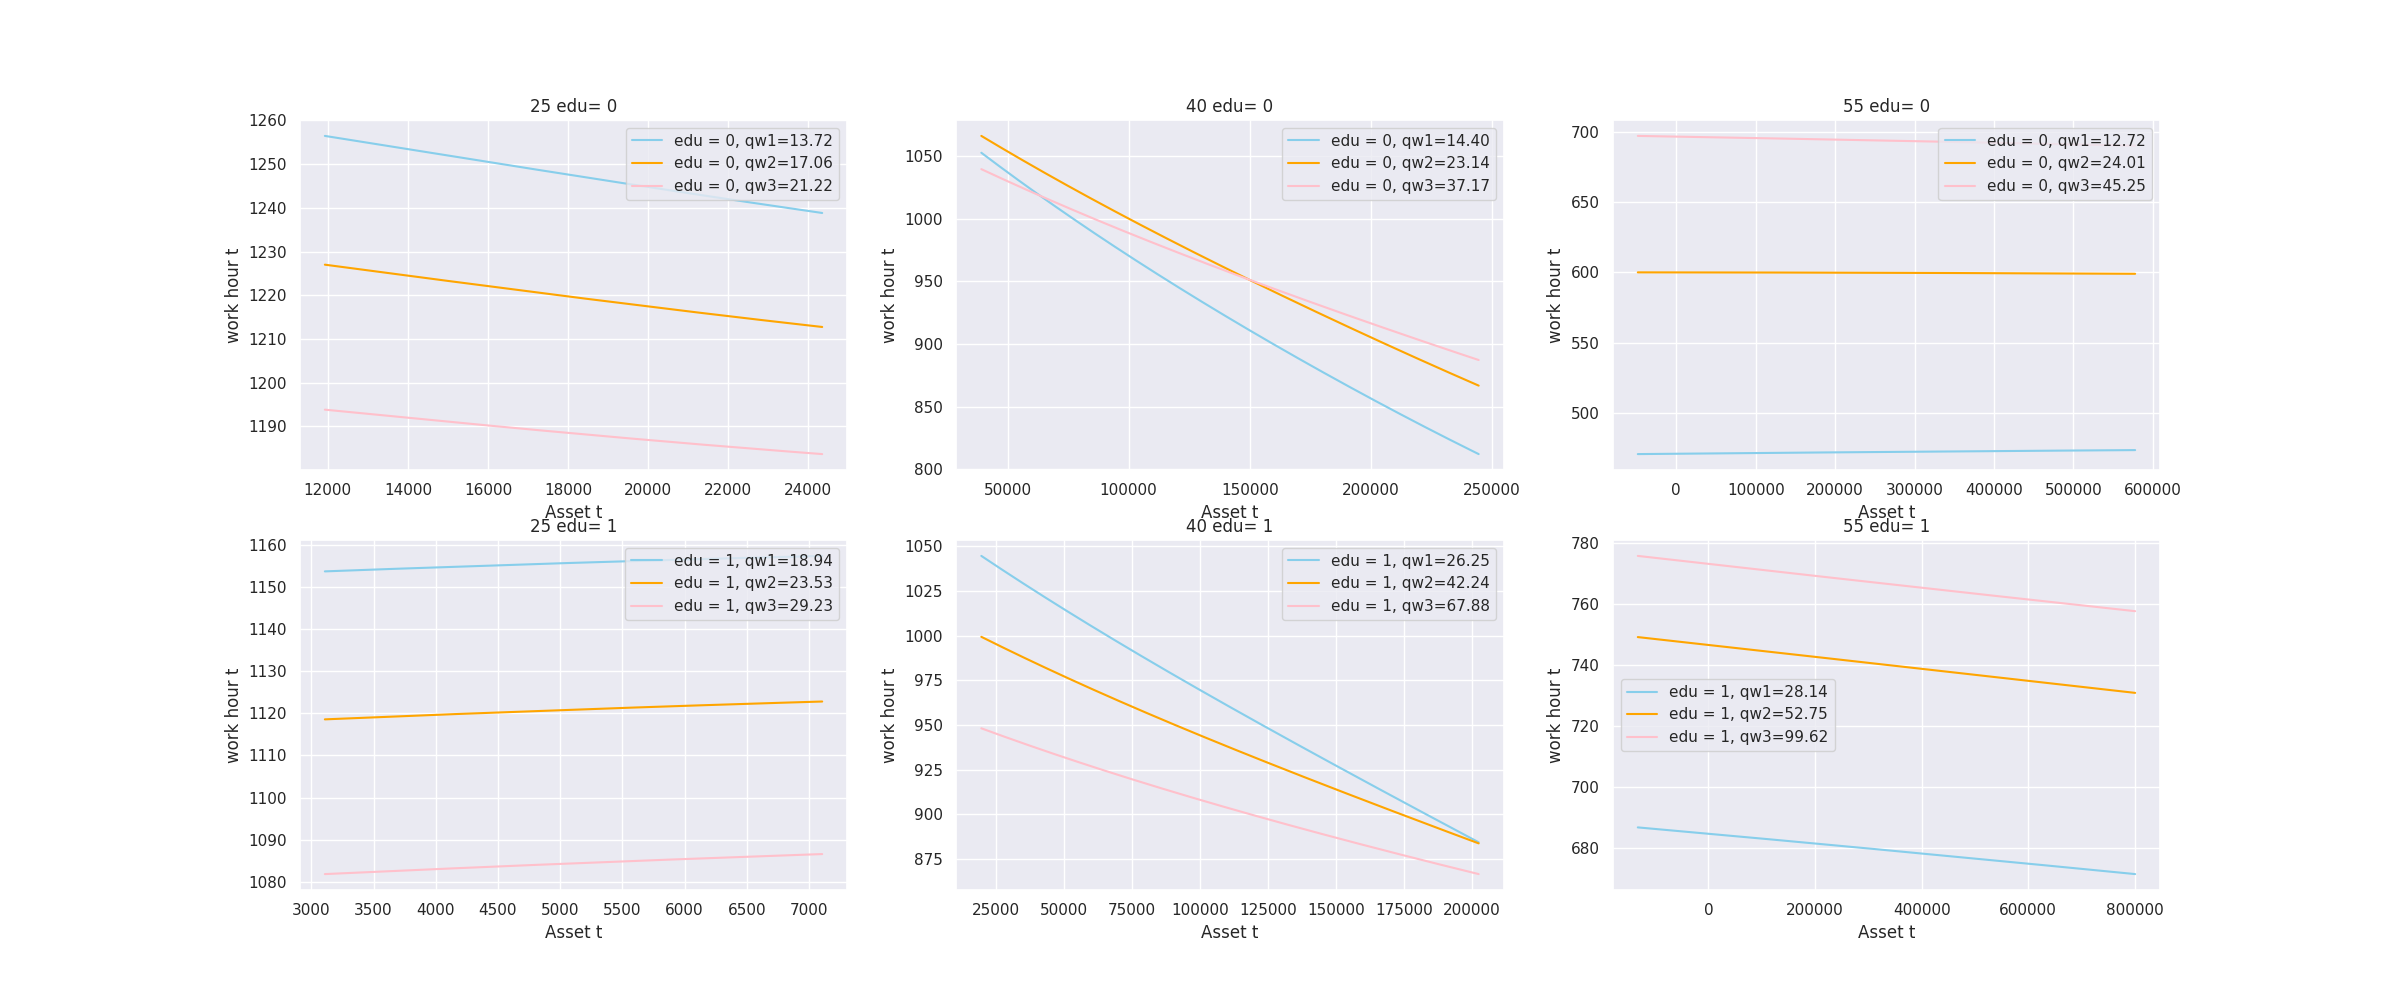 25 edu= 0
1260
1250
1240
1230
1220
1210
1200
1190
work hour t
edu = 0, qw1=13.72
edu = 0, qw2=17.06
edu = 0, qw3=21.22
12000 14000 16000 18000 20000 22000 24000
Asset t
40 edu= 0
1050
1000
950
900
850
800
work hour t
edu = 0, qw1=14.40
edu = 0, qw2=23.14
edu = 0, qw3=37.17
50000 100000 150000 200000 250000
Asset t
55 edu= 0
700
650
600
550
500
work hour t
edu = 0, qw1=12.72
edu = 0, qw2=24.01
edu = 0, qw3=45.25
0 100000 200000 300000 400000 500000 600000
Asset t
25 edu= 1
1160
1150
1140
1130
1120
1110
1100
1090
1080
work hour t
edu = 1, qw1=18.94
edu = 1, qw2=23.53
edu = 1, qw3=29.23
3000 3500 4000 4500 5000 5500 6000 6500 7000
Asset t
40 edu= 1
1050
1025
1000
975
950
925
900
875
work hour t
edu = 1, qw1=26.25
edu = 1, qw2=42.24
edu = 1, qw3=67.88
25000 50000 75000 100000 125000 150000 175000 200000
Asset t
55 edu= 1
780
760
740
720
700
680
work hour t
edu = 1, qw1=28.14
edu = 1, qw2=52.75
edu = 1, qw3=99.62
0 200000 400000 600000 800000
Asset t